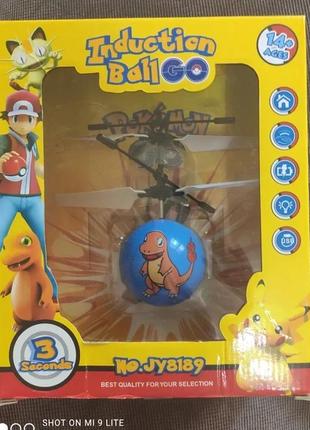 Induction
Ball GO
14+
AGES
POKéMON
3
Seconds
NO.JY8189
BEST QUALITY FOR YOUR SELECTION
SHOT ON MI 9 LITE